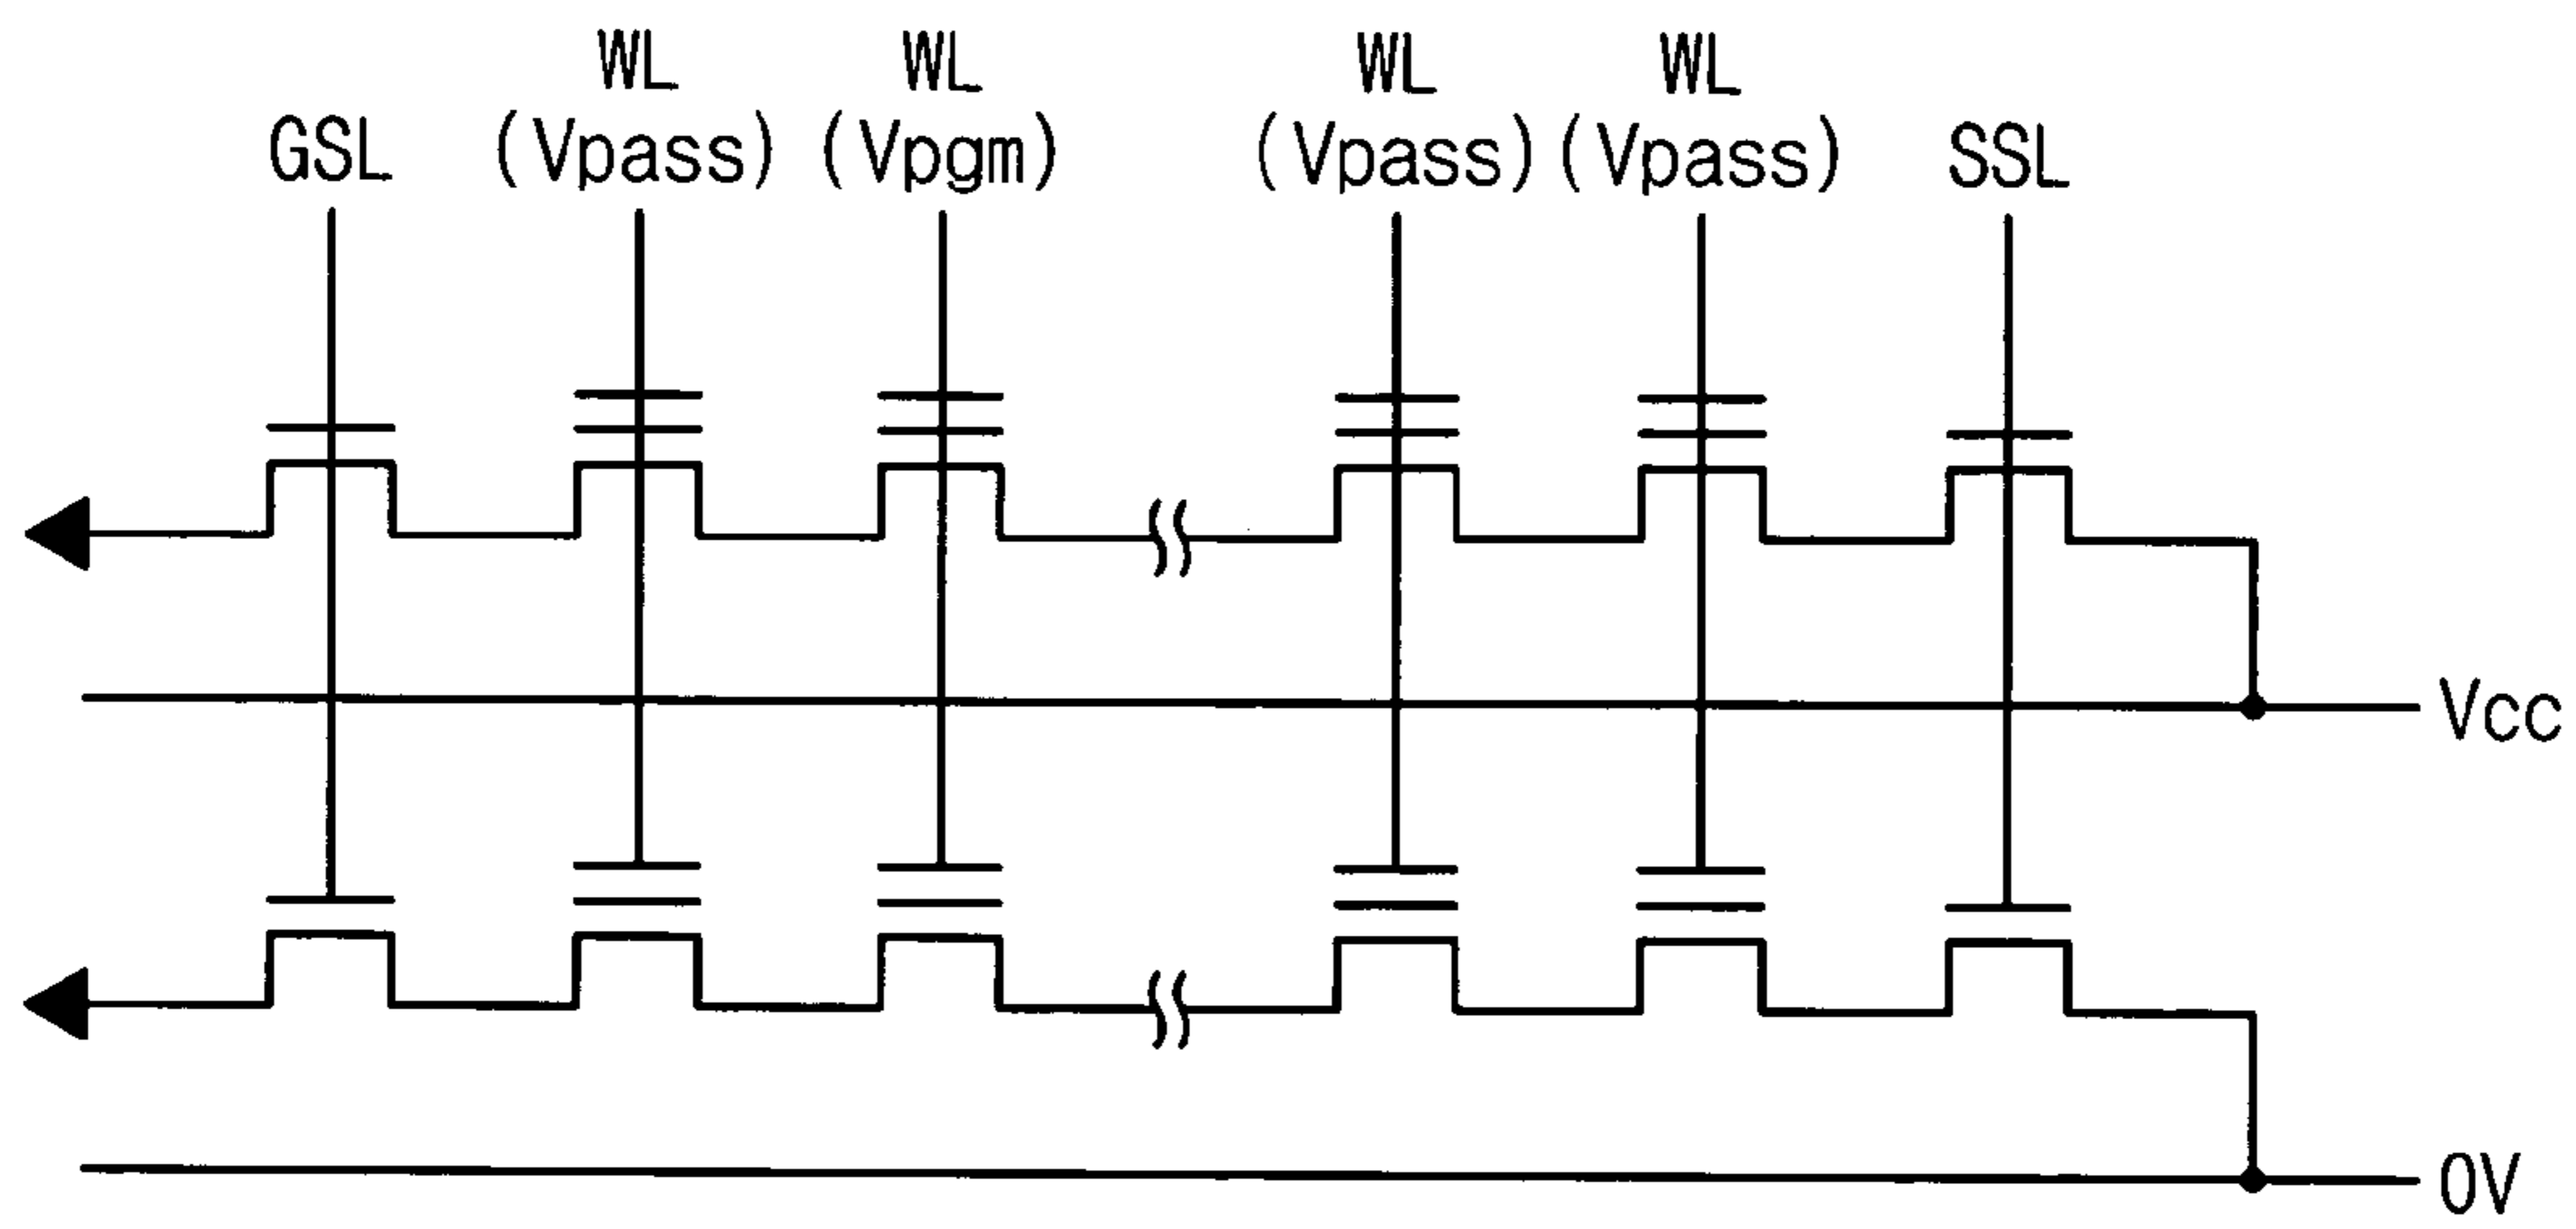 WL WL WL WL
GSL (Vpass) (Vpgm) (Vpass) (Vpass) SSL
Vcc
0V